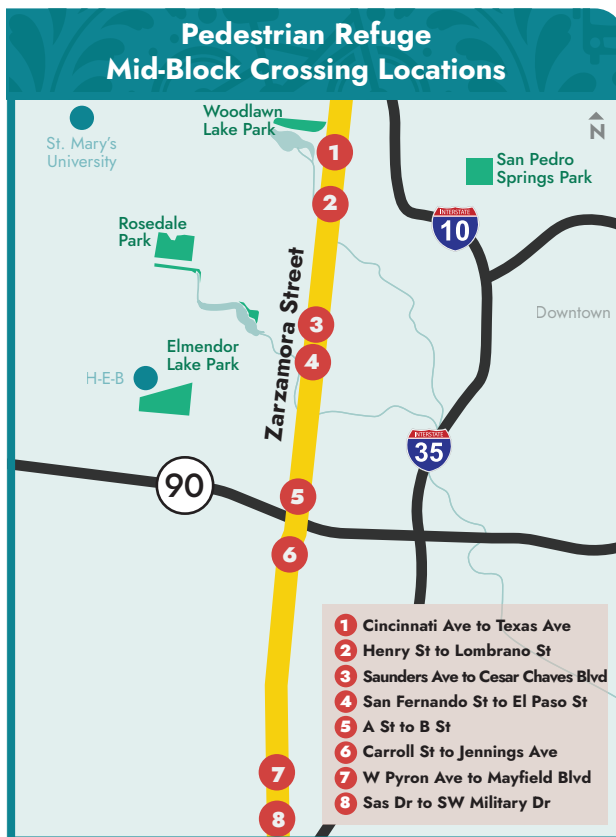 Pedestrian Refuge
Mid-Block Crossing Locations
Woodlawn
Lake Park
St. Mary's
University
N
1
San Pedro
Springs Park
2
INTERSTATE
10
Rosedale
Park
Zarzamora Street
Downtown
3
Elmendor
Lake Park
4
H-E-B
INTERSTATE
35
90
5
6
1 Cincinnati Ave to Texas Ave
2 Henry St to Lombrano St
3 Saunders Ave to Cesar Chaves Blvd
4 San Fernando St to El Paso St
5 A St to B St
6 Carroll St to Jennings Ave
7 W Pyron Ave to Mayfield Blvd
8 Sas Dr to SW Military Dr
7
8